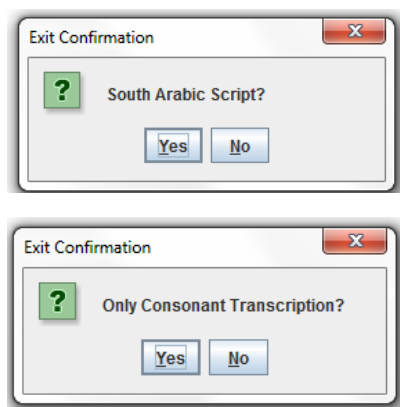 Exit Confirmation
x
?
South Arabic Script?
Yes No
Exit Confirmation
x
?
Only Consonant Transcription?
Yes No